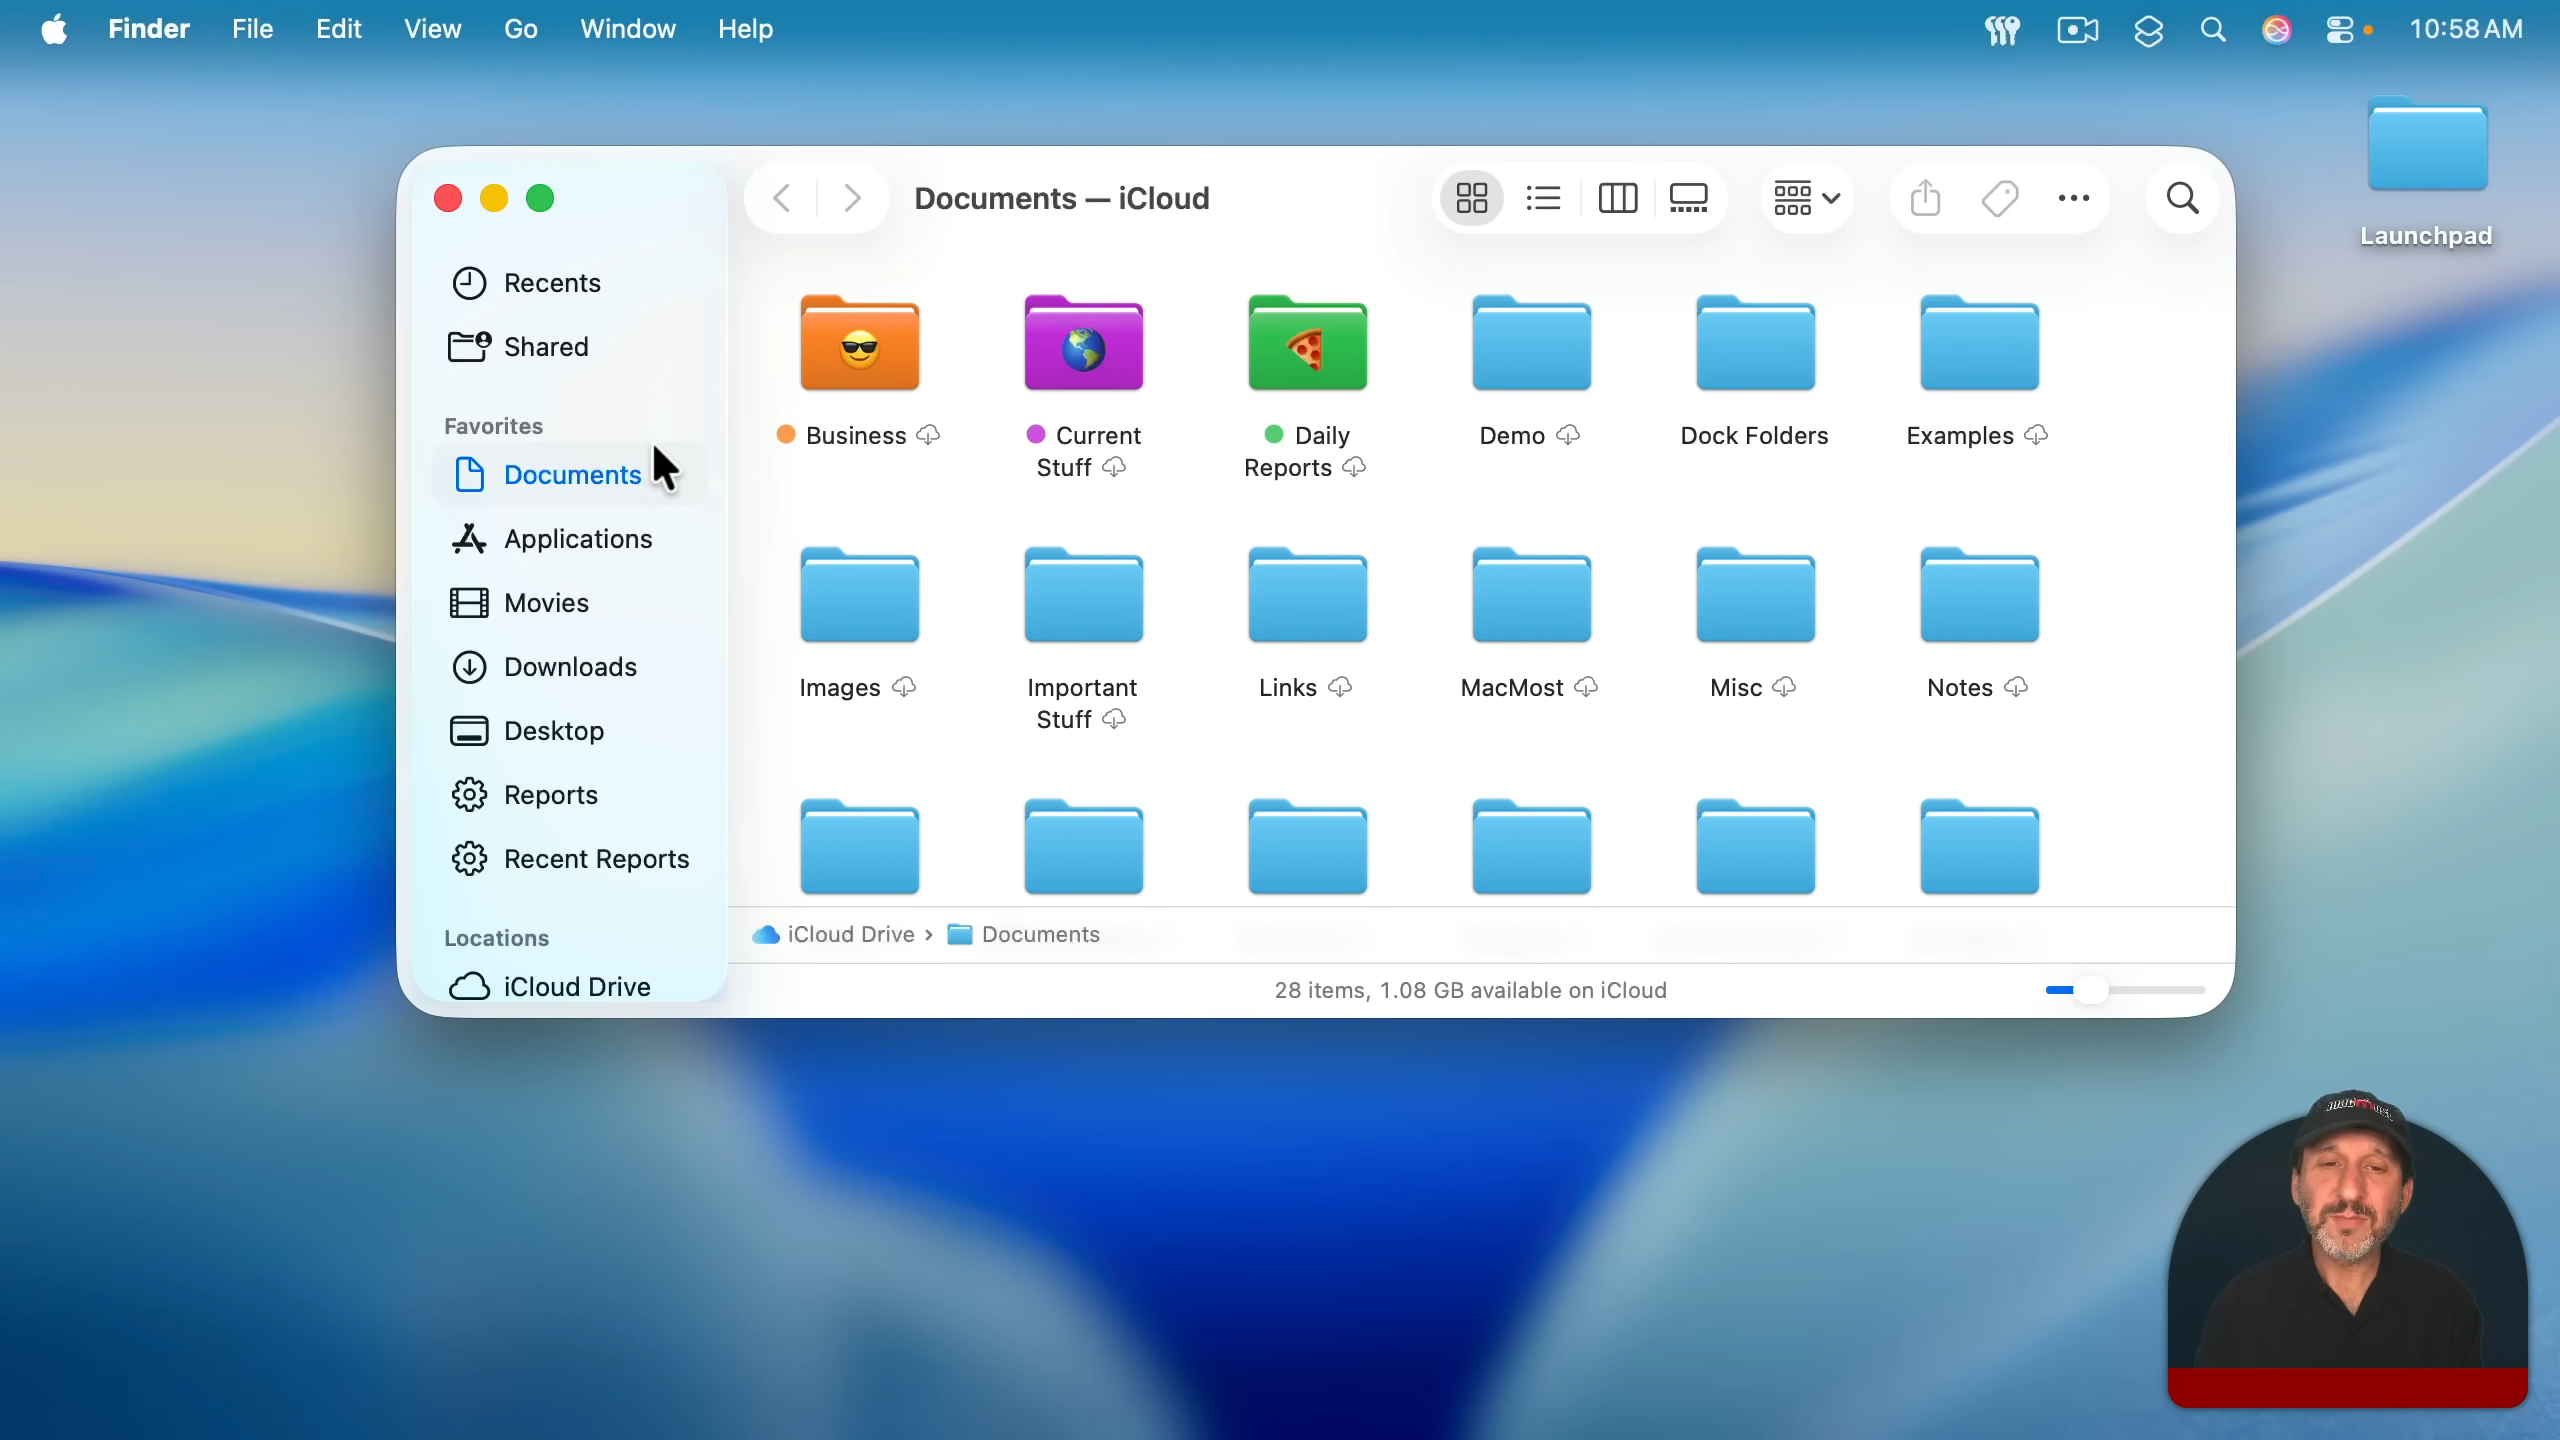 Finder File Edit View Go Window Help 10:58 AM
Launchpad
Documents — iCloud
Recents
Shared
Favorites
Documents
Applications
Movies
Downloads
Desktop
Reports
Recent Reports
Locations
iCloud Drive
Business
Current
Stuff
Daily
Reports
Demo
Dock Folders
Examples
Images
Important
Stuff
Links
MacMost
Misc
Notes
iCloud Drive › Documents
28 items, 1.08 GB available on iCloud